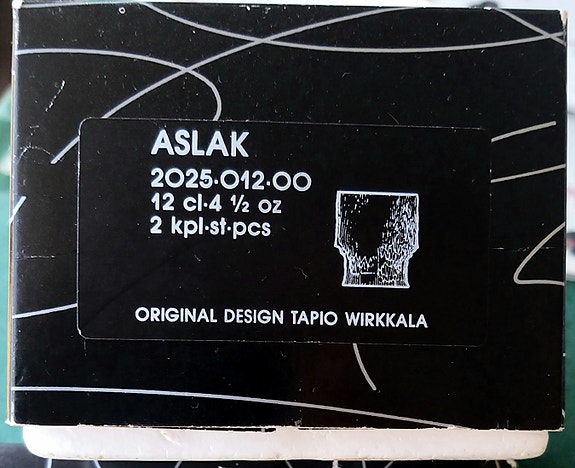 ASLAK
2025·012·00
12 cl·4 ½ oz
2 kpl·st·pcs
ORIGINAL DESIGN TAPIO WIRKKALA